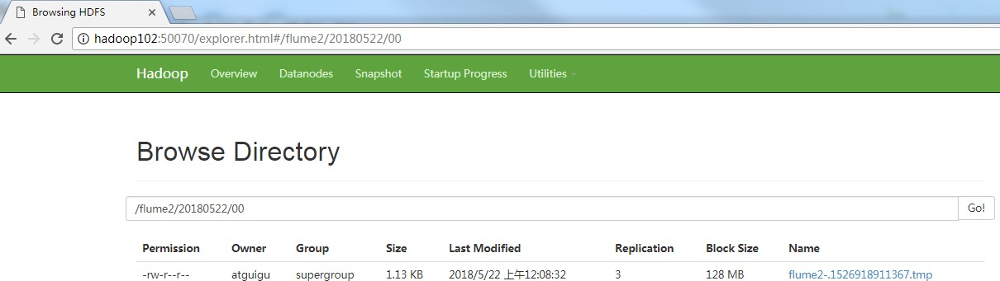 Browsing HDFS
hadoop102:50070/explorer.html#/flume2/20180522/00
Hadoop Overview Datanodes Snapshot Startup Progress Utilities
Browse Directory
/flume2/20180522/00 Go!
Permission Owner Group Size Last Modified Replication Block Size Name
-rw-r--r-- atguigu supergroup 1.13 KB 2018/5/22 上午12:08:32 3 128 MB flume2-.1526918911367.tmp